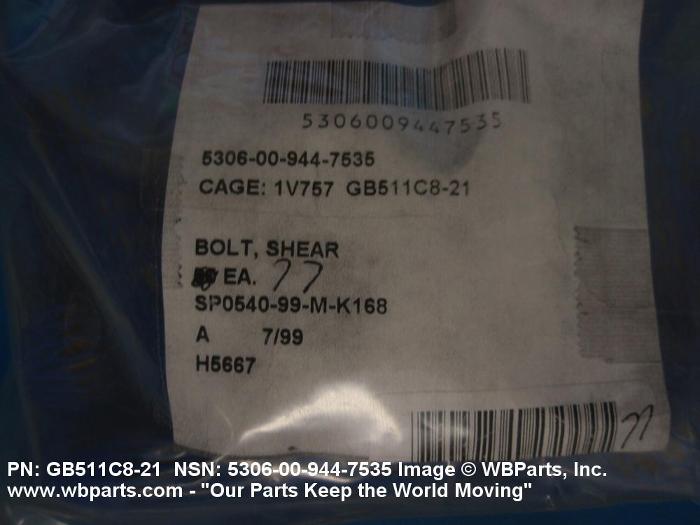 5306009447535
5306-00-944-7535
CAGE: 1V757 GB511C8-21
BOLT, SHEAR
EA. 77
SP0540-99-M-K168
A 7/99
H5667
77
PN: GB511C8-21 NSN: 5306-00-944-7535 Image © WBParts, Inc.
www.wbparts.com - "Our Parts Keep the World Moving"